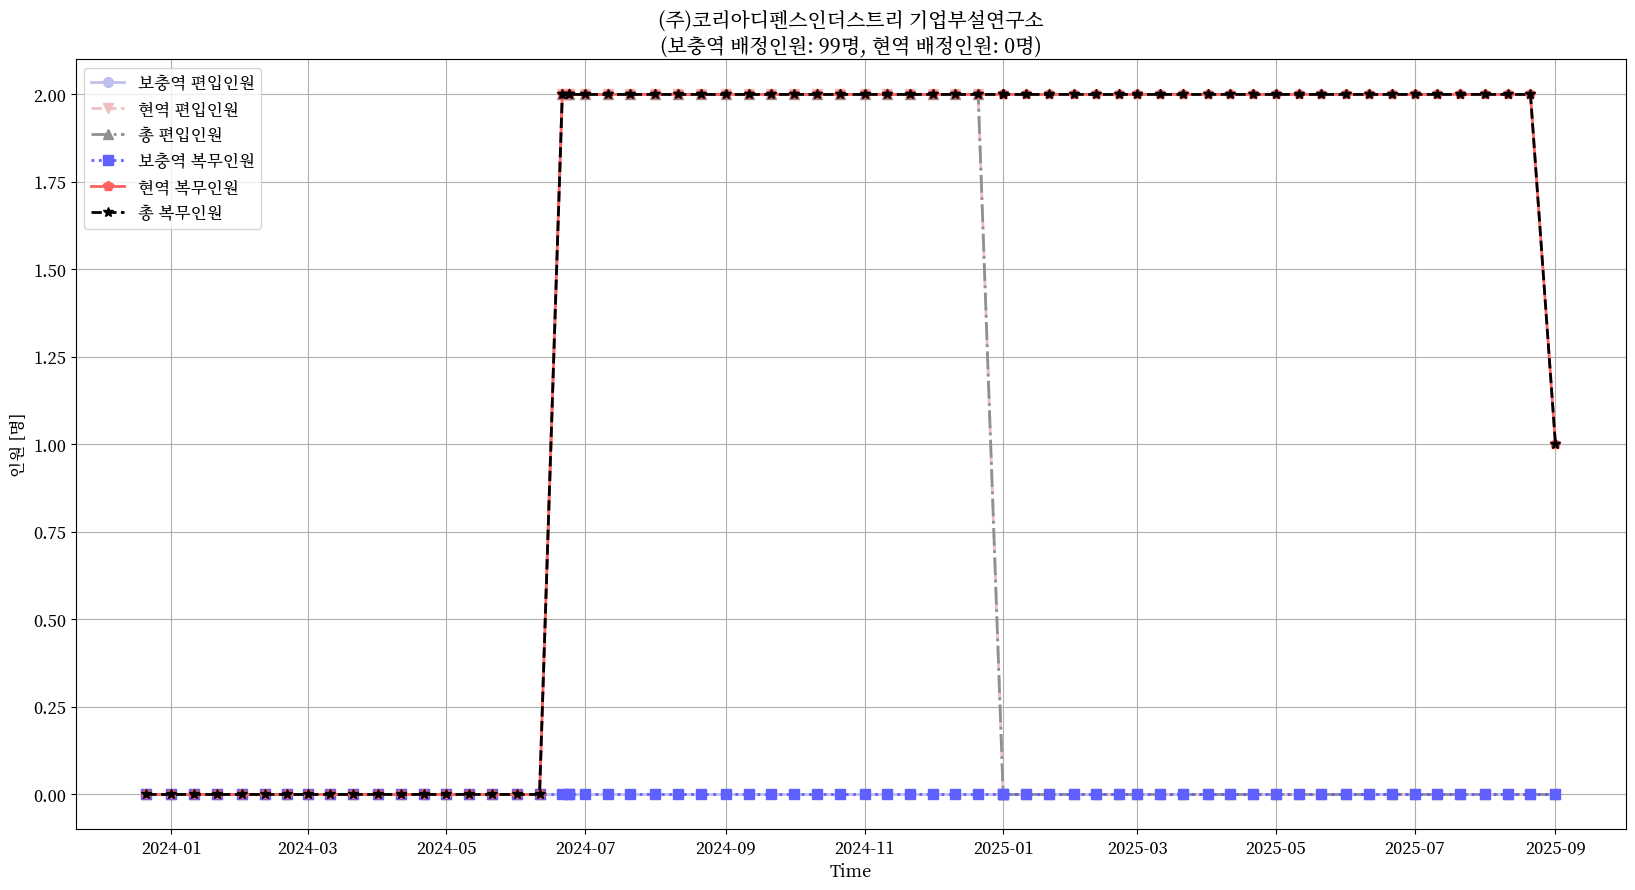 (주)코리아디펜스인더스트리 기업부설연구소
(보충역 배정인원: 99명, 현역 배정인원: 0명)
보충역 편입인원
현역 편입인원
총 편입인원
보충역 복무인원
현역 복무인원
총 복무인원
2.00
1.75
1.50
1.25
1.00
0.75
0.50
0.25
0.00
인원 [명]
2024-01 2024-03 2024-05 2024-07 2024-09 2024-11 2025-01 2025-03 2025-05 2025-07 2025-09
Time